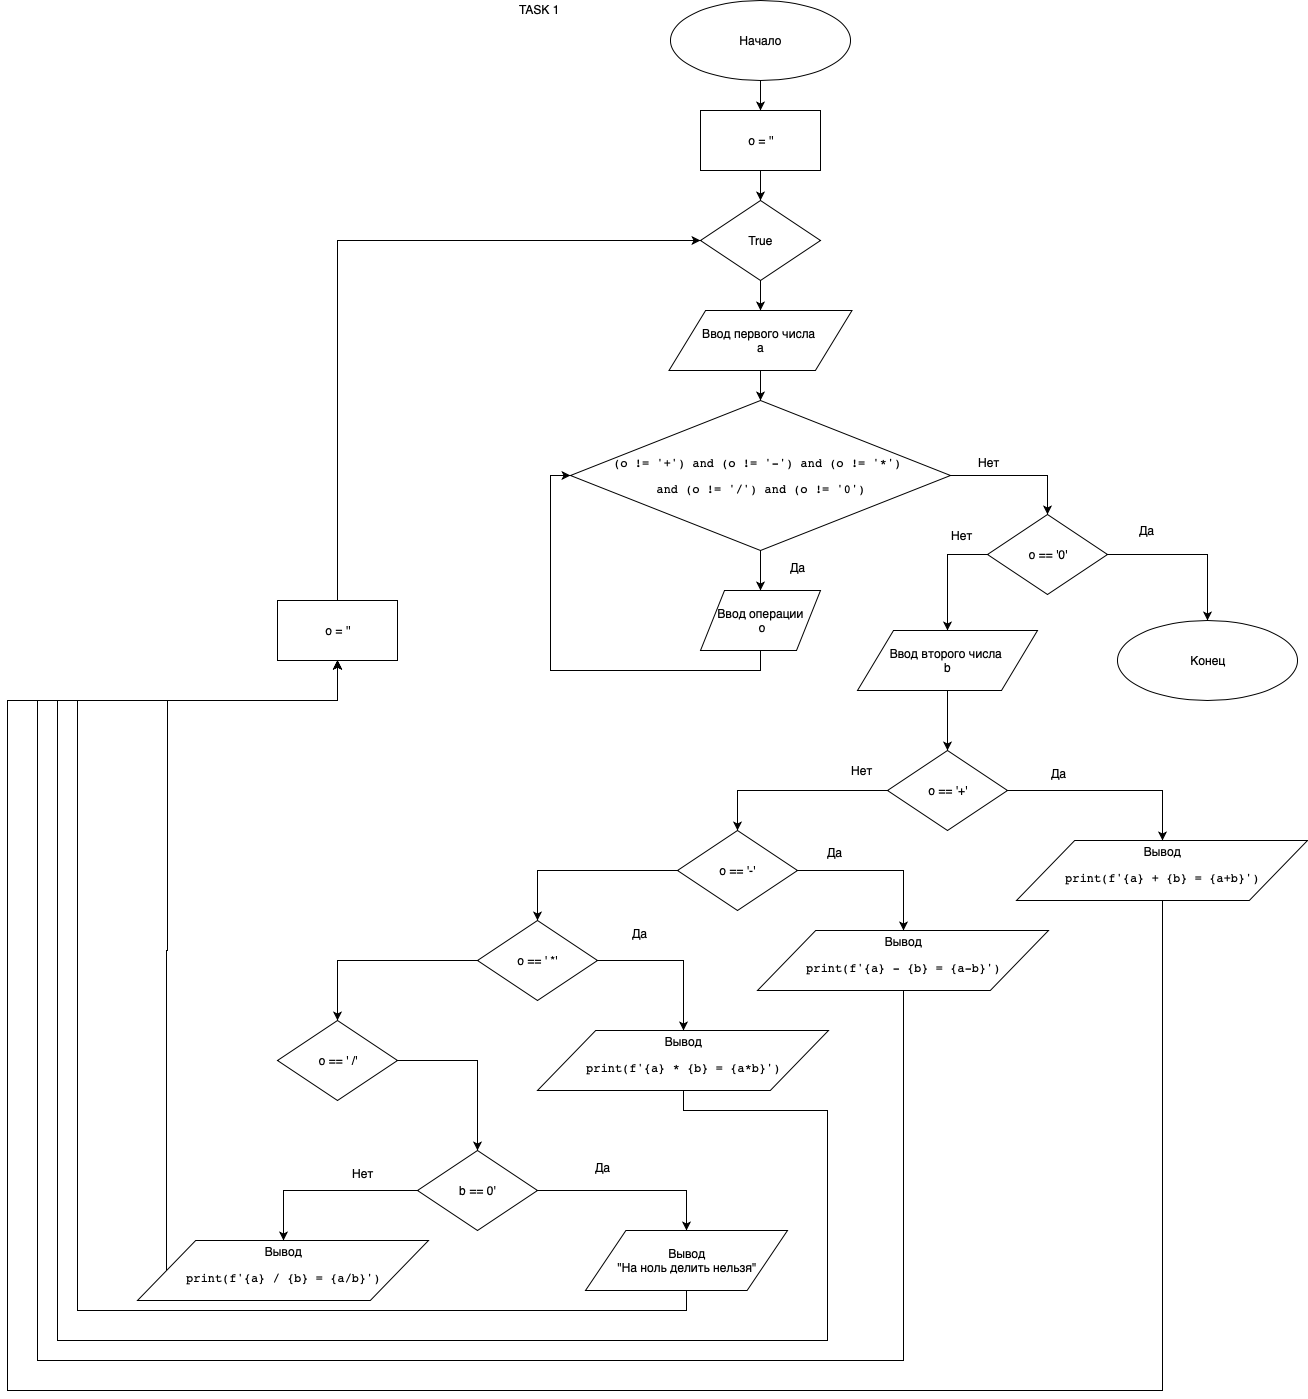 TASK 1
Начало
o = ''
True
Ввод первого числа
a
(o != '+') and (o != '-') and (o != '*')
and (o != '/') and (o != '0')
Нет
Да
Ввод операции
o
o == '0'
Нет
Да
Конец
Ввод второго числа
b
o = ''
o == '+'
Нет
Да
Вывод
print(f'{a} + {b} = {a+b}')
o == '-'
Да
Вывод
print(f'{a} - {b} = {a-b}')
o == '*'
Да
Вывод
print(f'{a} * {b} = {a*b}')
o == '/'
b == 0'
Нет
Да
Вывод
print(f'{a} / {b} = {a/b}')
Вывод
"На ноль делить нельзя"